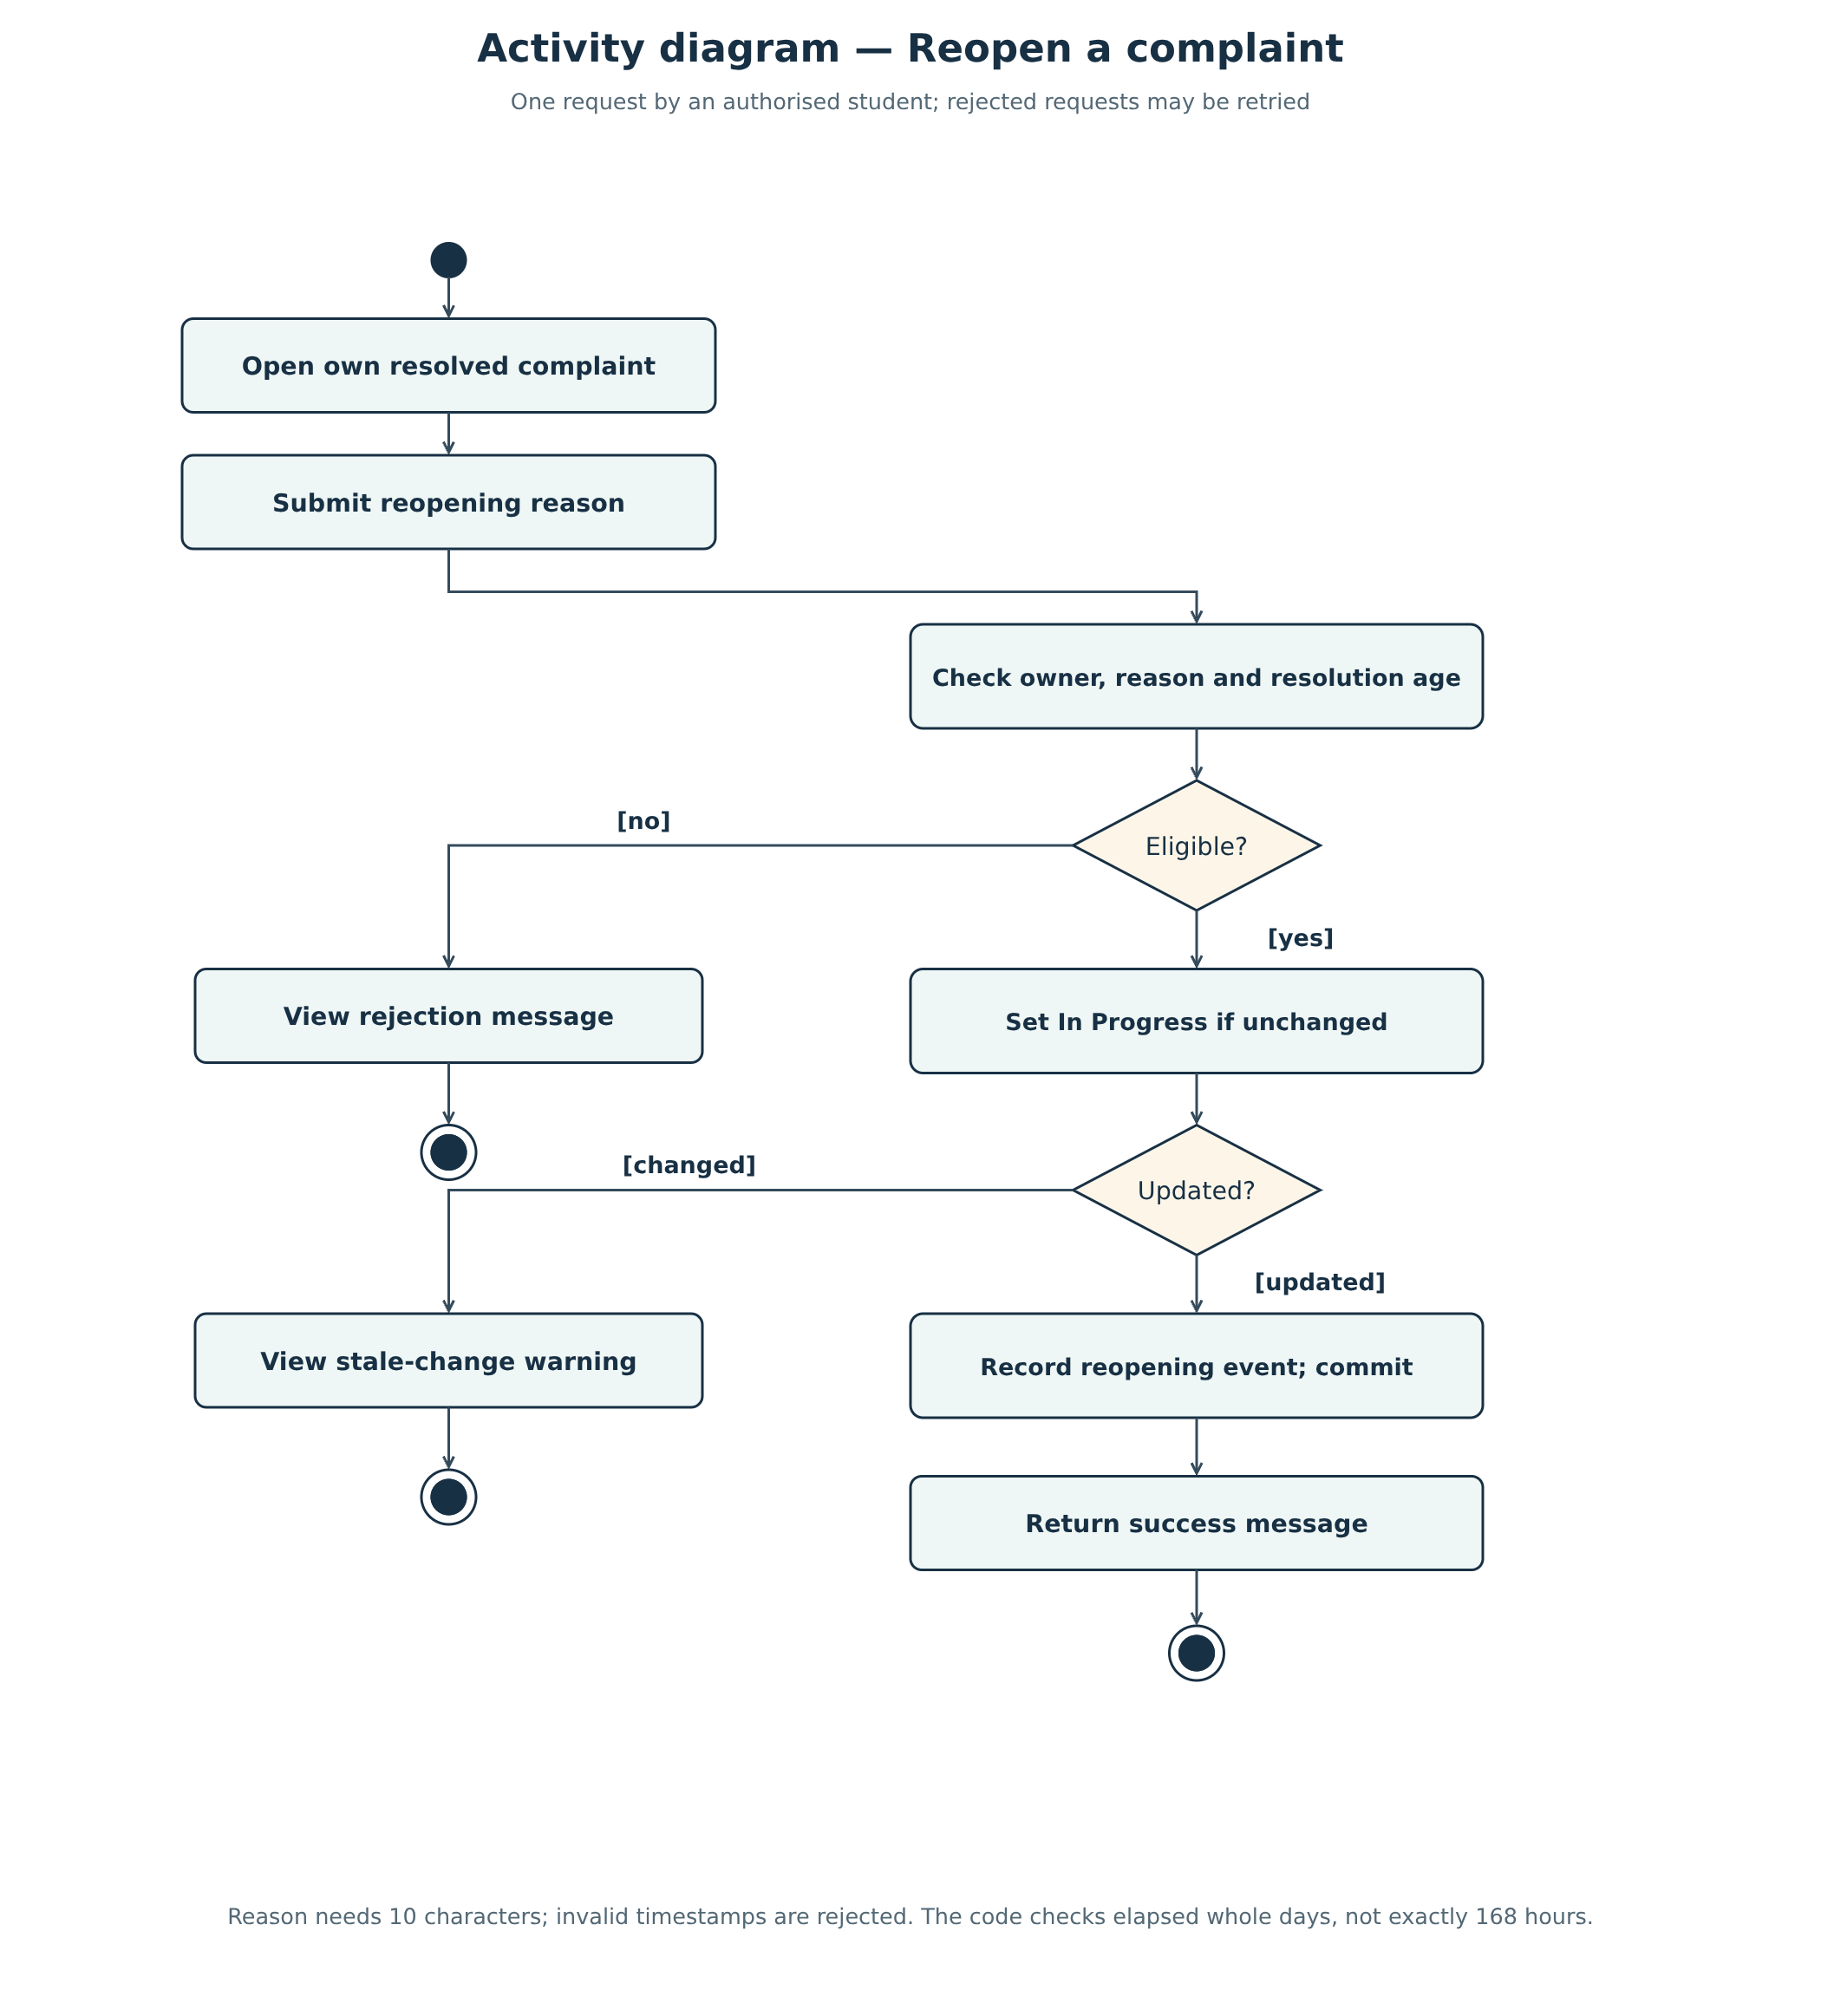 Activity diagram — Reopen a complaint
One request by an authorised student; rejected requests may be retried
Open own resolved complaint
Submit reopening reason
Check owner, reason and resolution age
[no]
Eligible?
[yes]
View rejection message
Set In Progress if unchanged
[changed]
Updated?
[updated]
View stale-change warning
Record reopening event; commit
Return success message
Reason needs 10 characters; invalid timestamps are rejected. The code checks elapsed whole days, not exactly 168 hours.